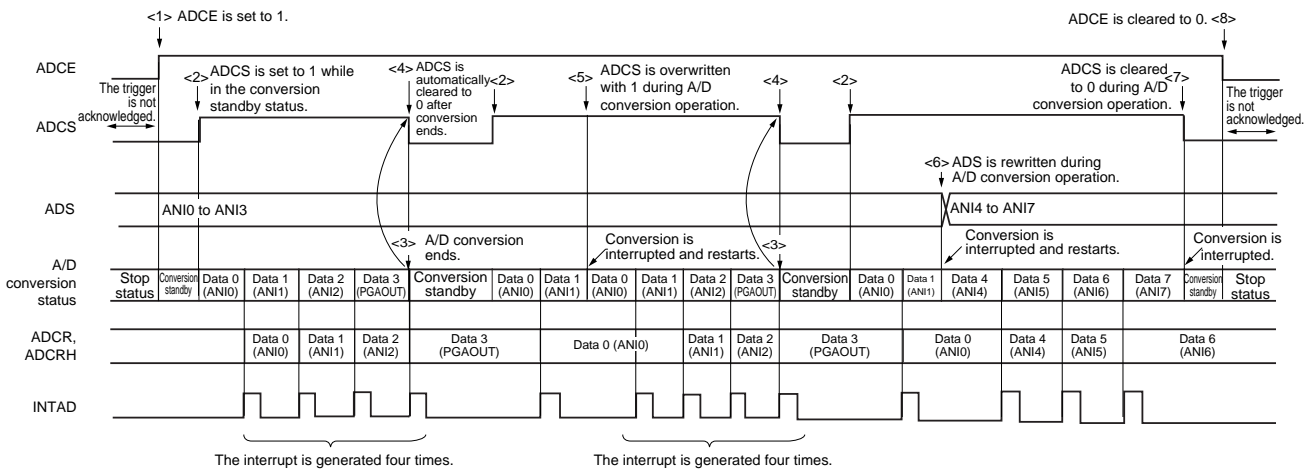 <1> ADCE is set to 1.
ADCE is cleared to 0. <8>
ADCE
The trigger
is not
acknowledged.
<2>
ADCS is set to 1 while
in the conversion
standby status.
<4> ADCS is
automatically
cleared to
0 after
conversion
ends.
<2>
<5>
ADCS is overwritten
with 1 during A/D
conversion operation.
<4>
<2>
ADCS is cleared
to 0 during A/D
conversion operation.
<7>
The trigger
is not
acknowledged.
ADCS
<6> ADS is rewritten during
A/D conversion operation.
ADS
ANI0 to ANI3
ANI4 to ANI7
<3> A/D conversion
ends.
Conversion is
interrupted and restarts.
<3>
Conversion is
interrupted and restarts.
Conversion is
interrupted.
A/D
conversion
status
Stop
status
Conversion
standby
Data 0
(ANI0)
Data 1
(ANI1)
Data 2
(ANI2)
Data 3
(PGAOUT)
Conversion
standby
Data 0
(ANI0)
Data 1
(ANI1)
Data 0
(ANI0)
Data 1
(ANI1)
Data 2
(ANI2)
Data 3
(PGAOUT)
Conversion
standby
Data 0
(ANI0)
Data 1
(ANI1)
Data 4
(ANI4)
Data 5
(ANI5)
Data 6
(ANI6)
Data 7
(ANI7)
Conversion
standby
Stop
status
ADCR,
ADCRH
Data 0
(ANI0)
Data 1
(ANI1)
Data 2
(ANI2)
Data 3
(PGAOUT)
Data 0 (ANI0)
Data 1
(ANI1)
Data 2
(ANI2)
Data 3
(PGAOUT)
Data 0
(ANI0)
Data 4
(ANI4)
Data 5
(ANI5)
Data 6
(ANI6)
INTAD
The interrupt is generated four times.
The interrupt is generated four times.